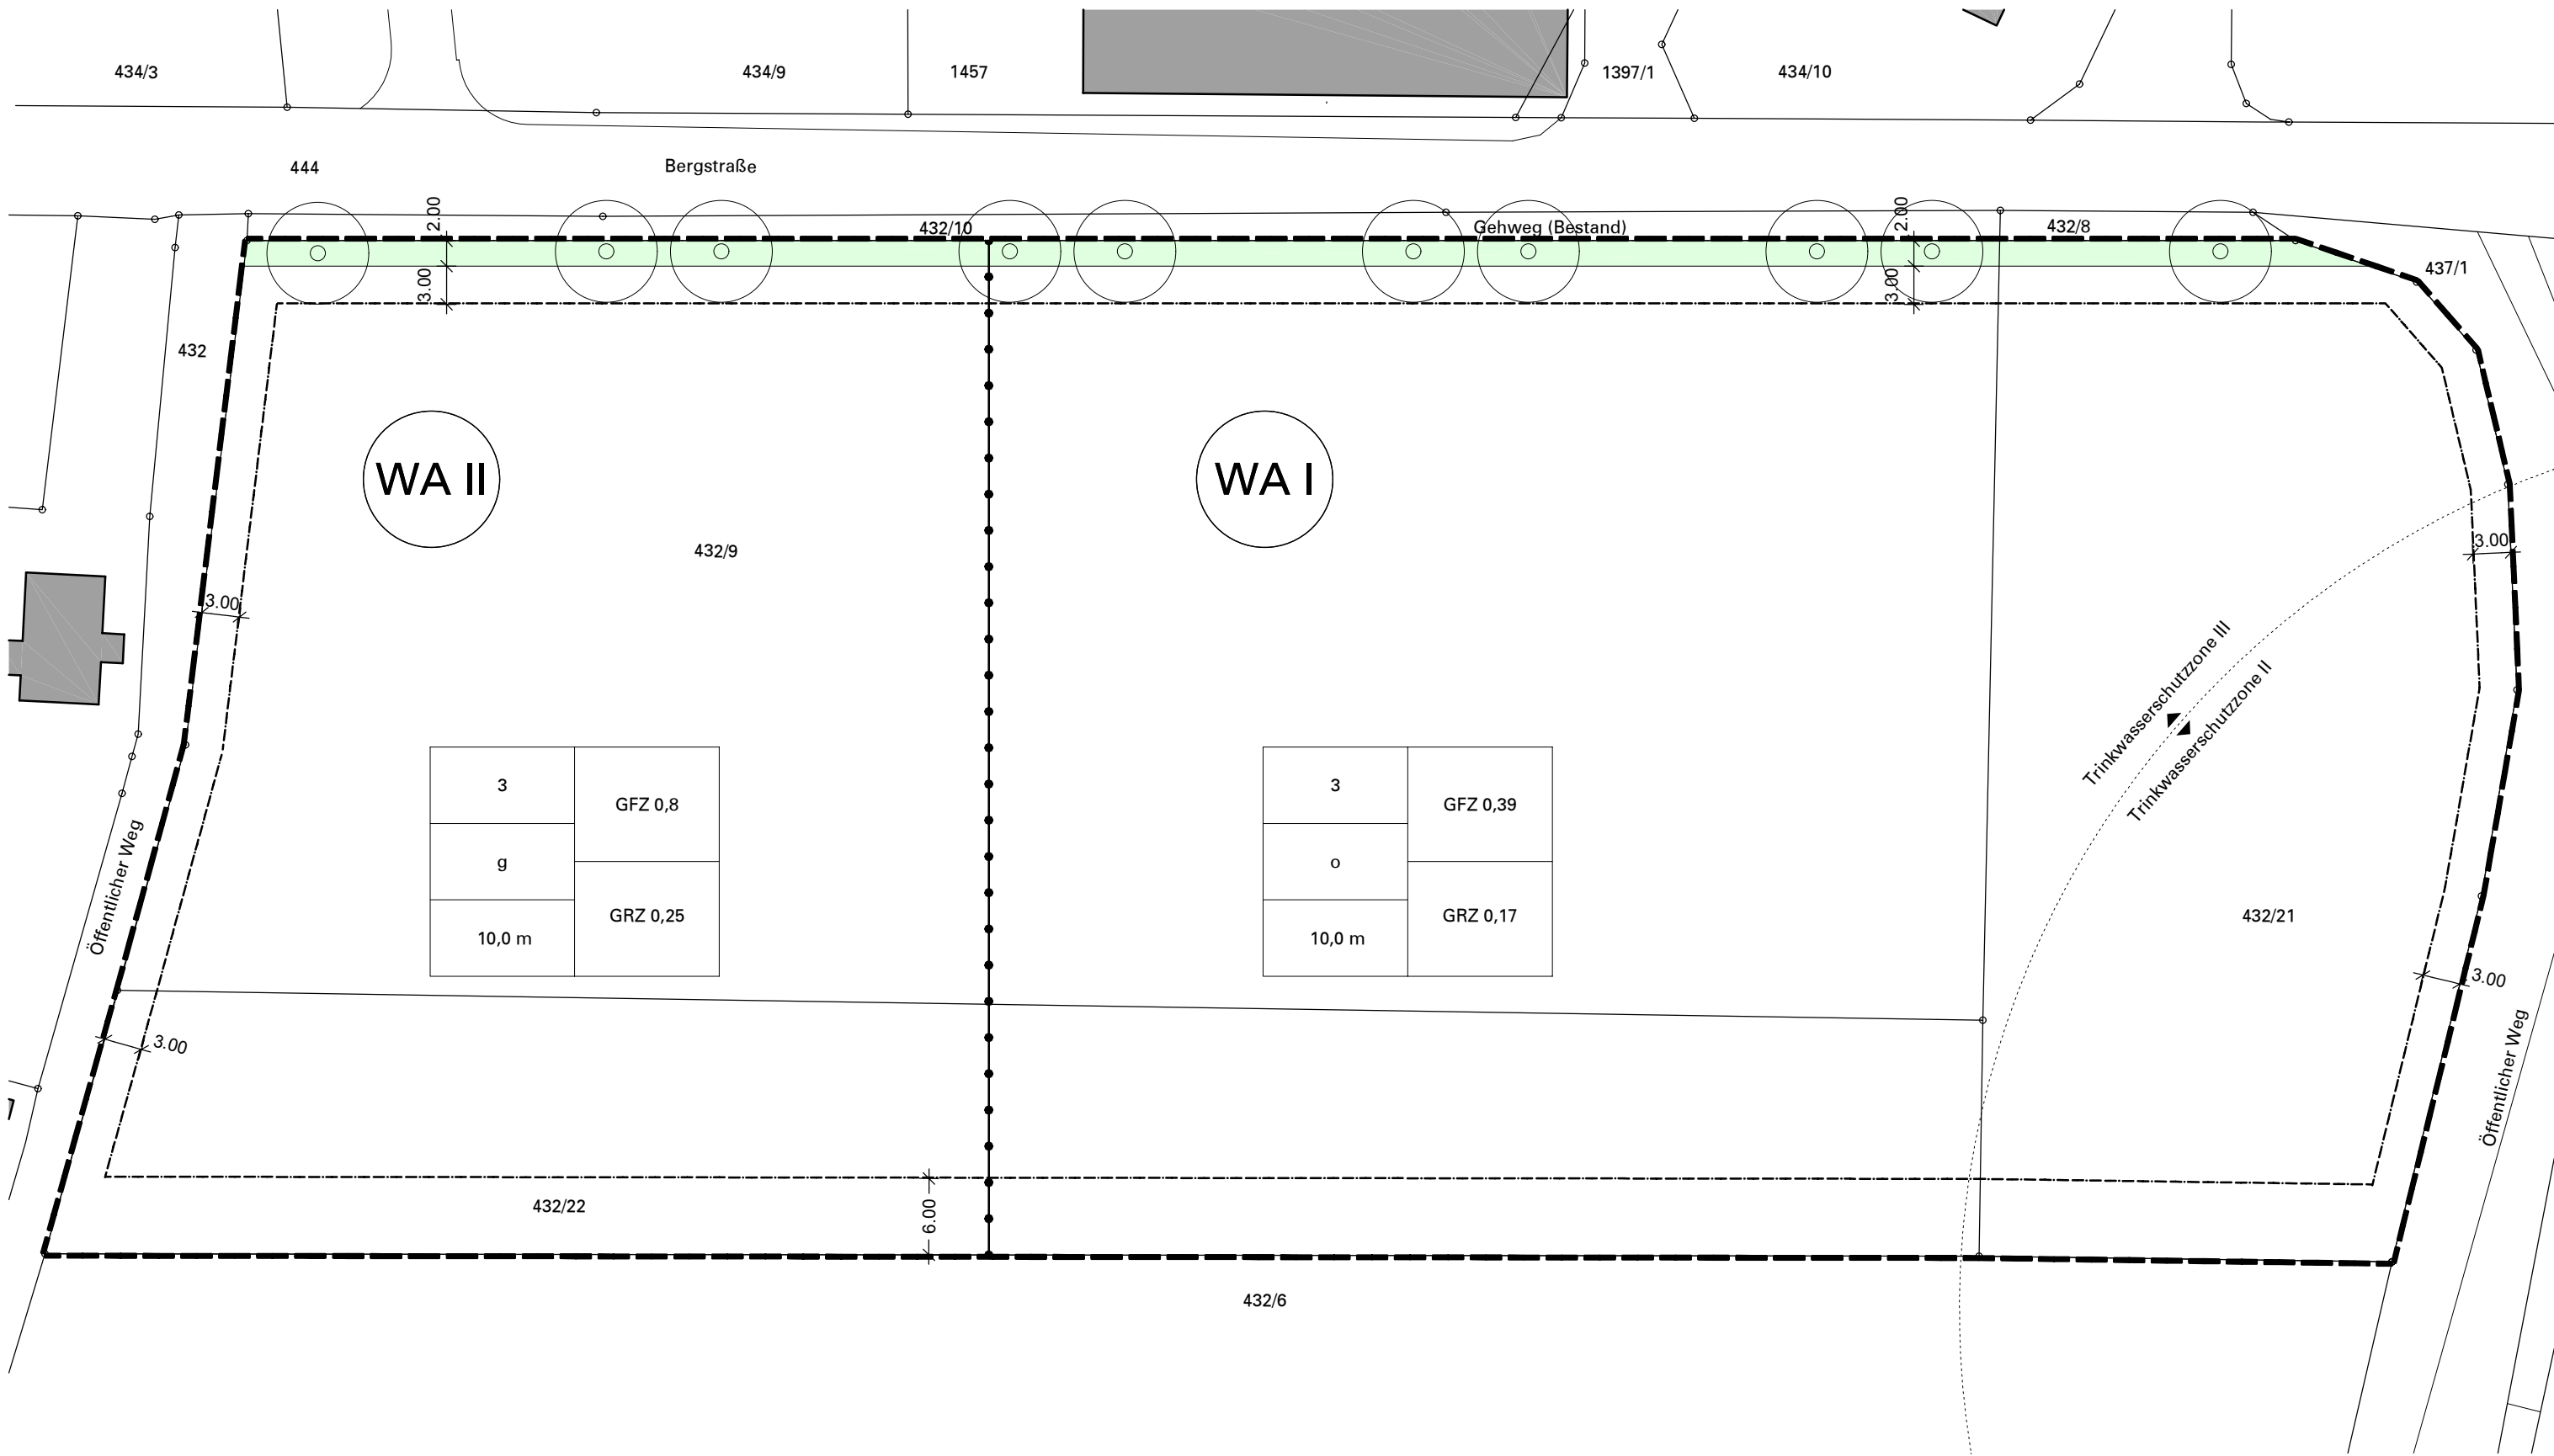 434/3
434/9
1457
1397/1
434/10
444
Bergstraße
2.00
432/10
Gehweg (Bestand)
2.00
432/8
437/1
3.00
3.00
432
WA II
WA I
432/9
3.00
3.00
Trinkwasserschutzzone III
Trinkwasserschutzzone II
3
GFZ 0,8
g
GRZ 0,25
10,0 m
3
GFZ 0,39
o
GRZ 0,17
10,0 m
Öffentlicher Weg
432/21
3.00
3.00
Öffentlicher Weg
432/22
6.00
432/6